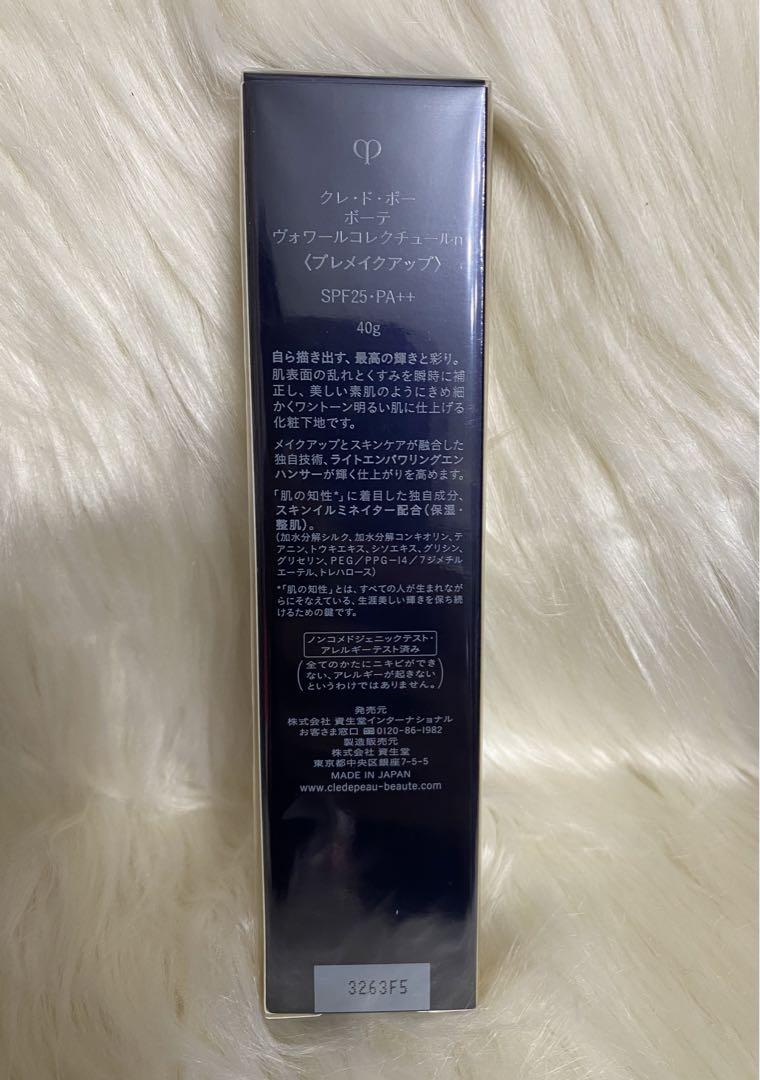 クレ・ド・ポー
ボーテ
ヴォワールコレクチュールn
〈プレメイクアップ〉
SPF25・PA++
40g
自ら描き出す、最高の輝きと彩り。
肌表面の乱れとくすみを瞬時に補
正し、美しい素肌のようにきめ細
かくワントーン明るい肌に仕上げる
化粧下地です。
メイクアップとスキンケアが融合した
独自技術、ライトエンパワリングエン
ハンサーが輝く仕上がりを高めます。
「肌の知性*」に着目した独自成分、
スキンイルミネイター配合（保湿・
整肌）。
（加水分解シルク、加水分解コンキオリン、テ
アニン、トウキエキス、シソエキス、グリシン、
グリセリン、PEG／PPG-14／7ジメチル
エーテル、トレハロース）
*「肌の知性」とは、すべての人が生まれなが
らにそなえている、生涯美しい輝きを保ち続
けるための鍵です。
ノンコメドジェニックテスト・
アレルギーテスト済み
（全てのかたにニキビができ
ない、アレルギーが起きない
というわけではありません。）
発売元
株式会社 資生堂インターナショナル
お客さま窓口 0120-86-1982
製造販売元
株式会社 資生堂
東京都中央区銀座7-5-5
MADE IN JAPAN
www.cledepeau-beaute.com
3263F5